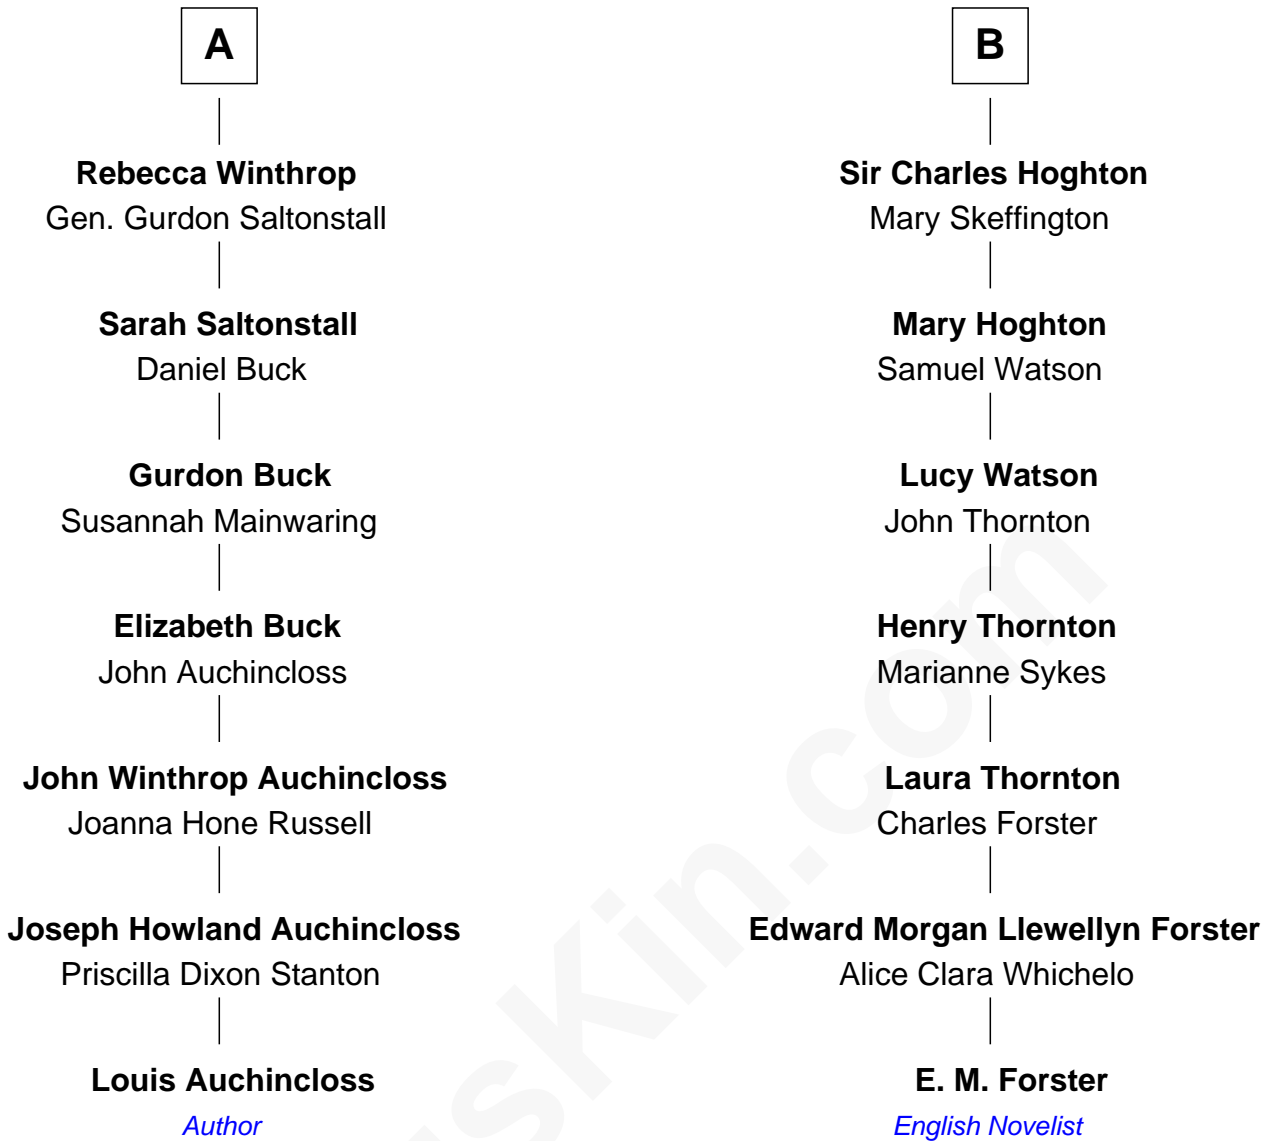 A
Rebecca Winthrop
Gen. Gurdon Saltonstall
Sarah Saltonstall
Daniel Buck
Gurdon Buck
Susannah Mainwaring
Elizabeth Buck
John Auchincloss
John Winthrop Auchincloss
Joanna Hone Russell
Joseph Howland Auchincloss
Priscilla Dixon Stanton
Louis Auchincloss
Author
B
Sir Charles Hoghton
Mary Skeffington
Mary Hoghton
Samuel Watson
Lucy Watson
John Thornton
Henry Thornton
Marianne Sykes
Laura Thornton
Charles Forster
Edward Morgan Llewellyn Forster
Alice Clara Whichelo
E. M. Forster
English Novelist
usKin.com